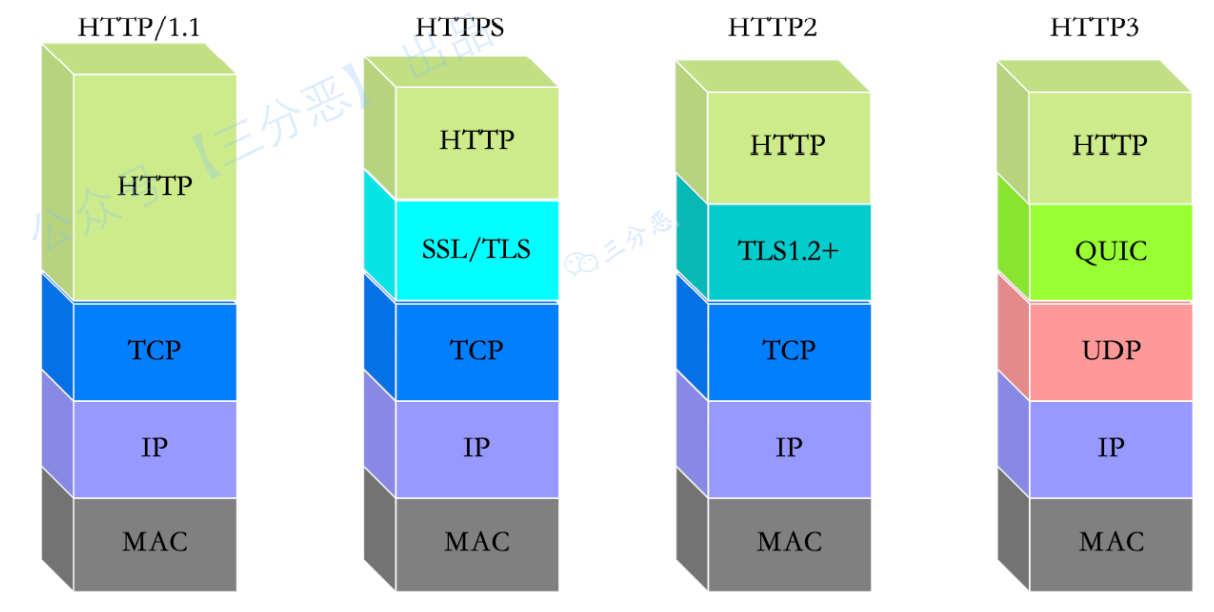 HTTP/1.1
HTTPS
HTTP2
HTTP3
HTTP
HTTP
HTTP
HTTP
SSL/TLS
TLS1.2+
QUIC
TCP
TCP
TCP
UDP
IP
IP
IP
IP
MAC
MAC
MAC
MAC
公众号【三分恶】出品
三分恶